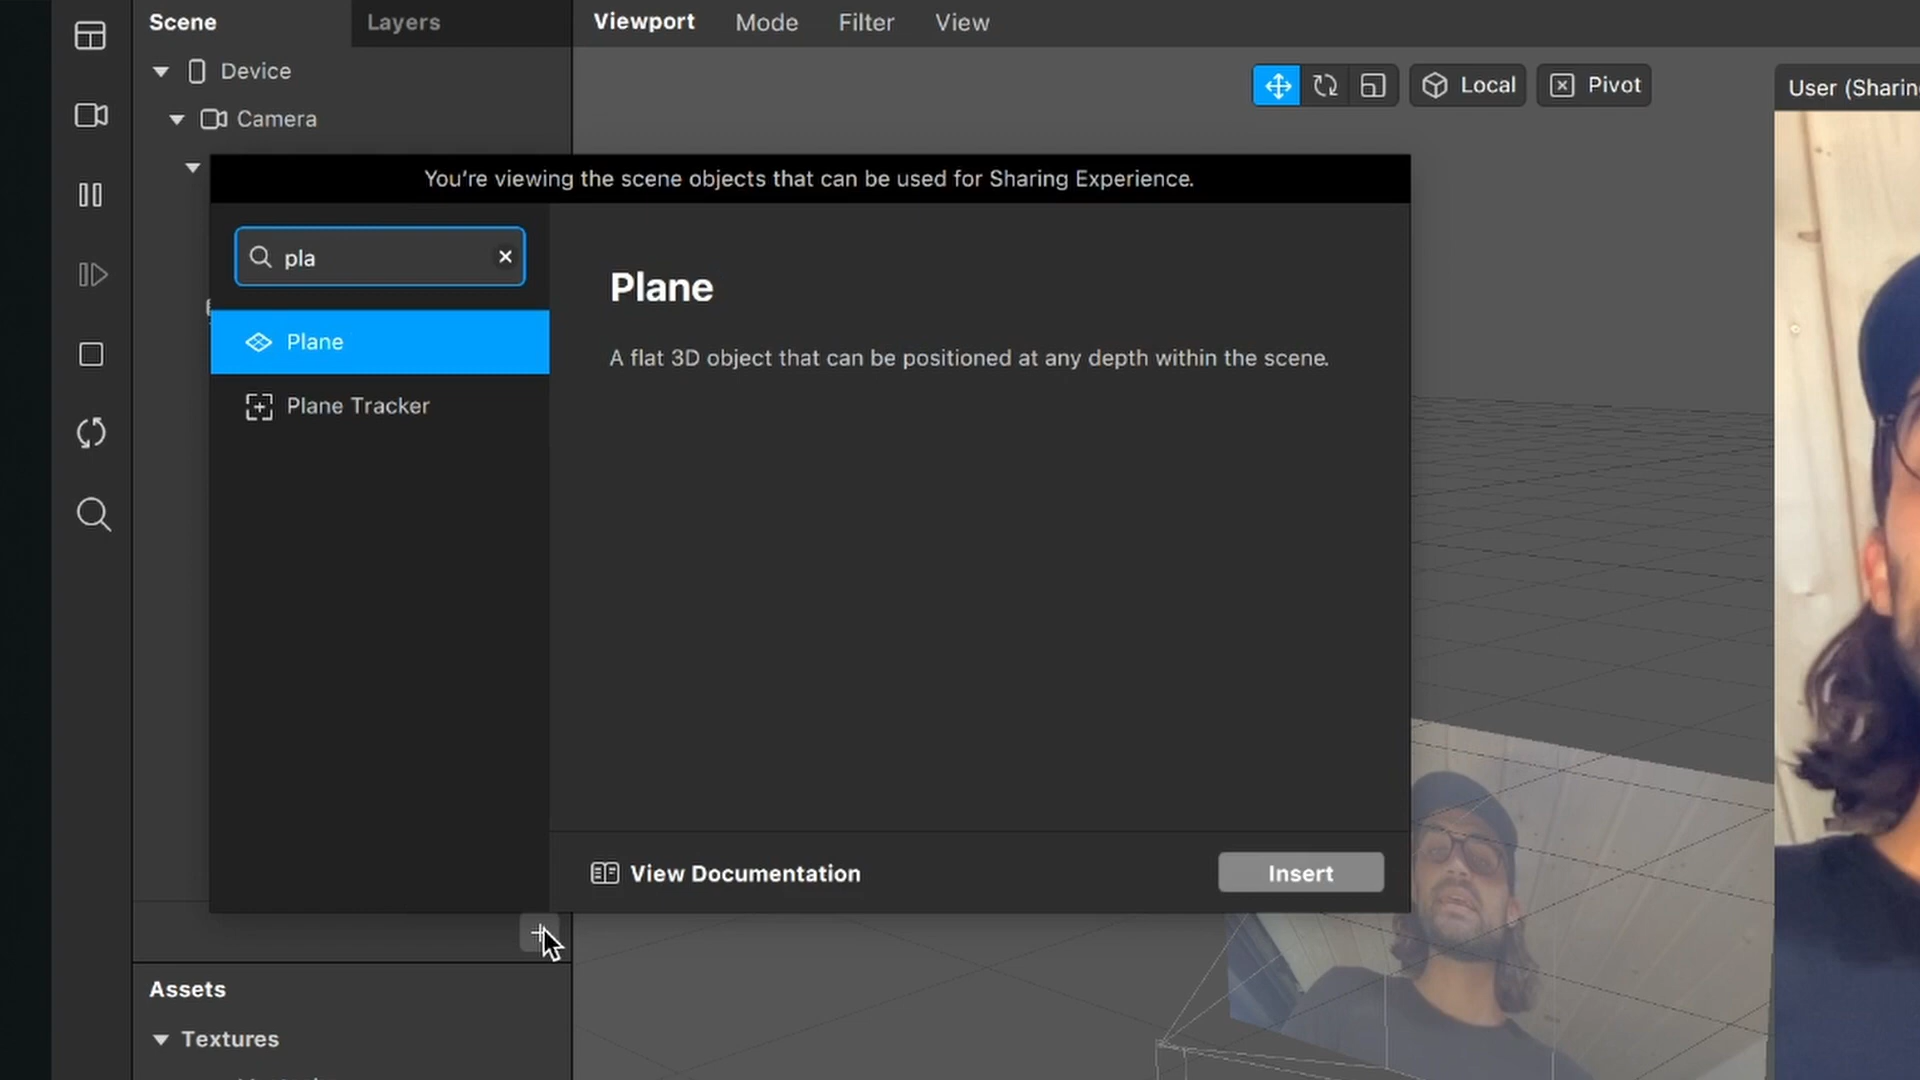 Scene
Layers
Viewport
Mode
Filter
View
Device
Camera
Local
Pivot
User (Sharin
You're viewing the scene objects that can be used for Sharing Experience.
pla
Plane
Plane Tracker
Plane
A flat 3D object that can be positioned at any depth within the scene.
View Documentation
Insert
Assets
Textures